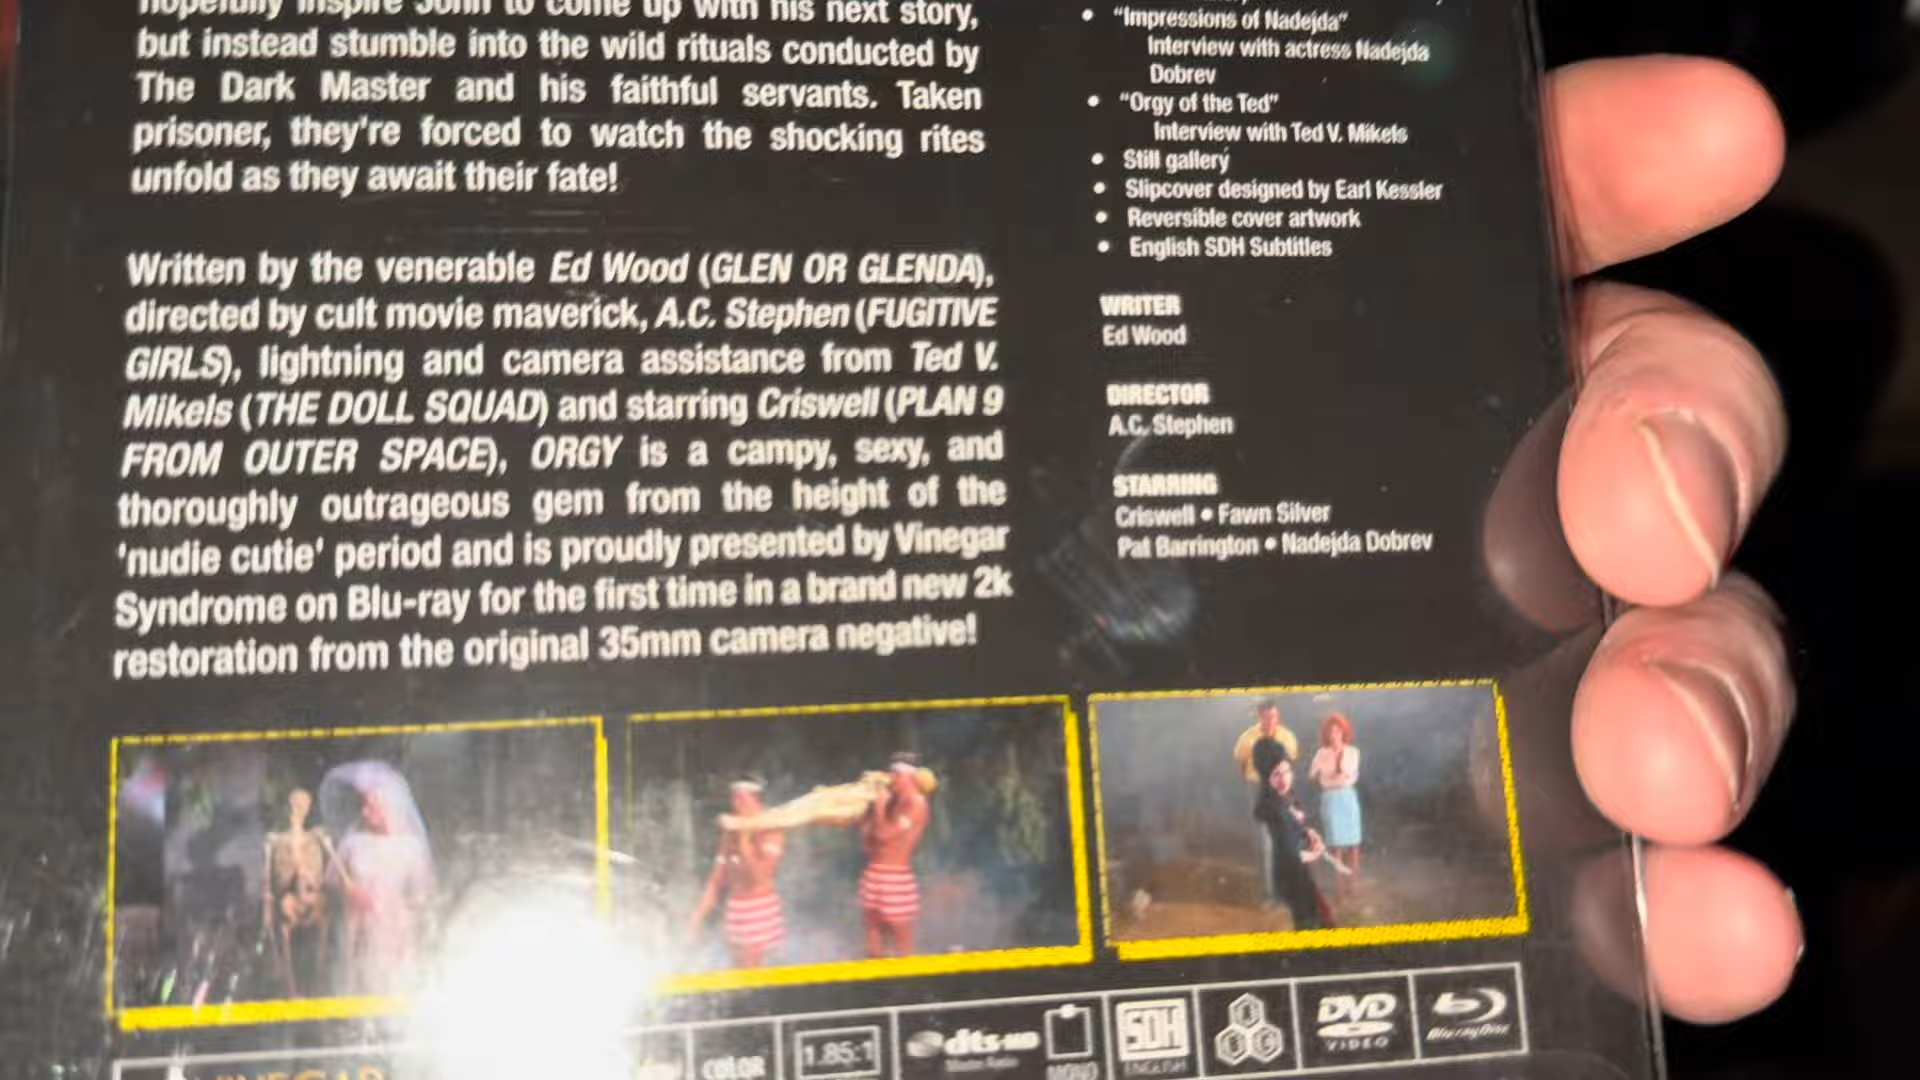 hopefully inspire John to come up with his next story,
but instead stumble into the wild rituals conducted by
The Dark Master and his faithful servants. Taken
prisoner, they're forced to watch the shocking rites
unfold as they await their fate!
Written by the venerable Ed Wood (GLEN OR GLENDA),
directed by cult movie maverick, A.C. Stephen (FUGITIVE
GIRLS), lightning and camera assistance from Ted V.
Mikels (THE DOLL SQUAD) and starring Criswell (PLAN 9
FROM OUTER SPACE), ORGY is a campy, sexy, and
thoroughly outrageous gem from the height of the
'nudie cutie' period and is proudly presented by Vinegar
Syndrome on Blu-ray for the first time in a brand new 2k
restoration from the original 35mm camera negative!
• "Impressions of Nadejda"
Interview with actress Nadejda
Dobrev
• "Orgy of the Ted"
Interview with Ted V. Mikels
• Still gallery
• Slipcover designed by Earl Kessler
• Reversible cover artwork
• English SDH Subtitles
WRITER
Ed Wood
DIRECTOR
A.C. Stephen
STARRING
Criswell • Fawn Silver
Pat Barrington • Nadejda Dobrev
VINEGAR
COLOR
1.85:1
dts-HD
Master Audio
MONO
SDH
ENGLISH
DVD
VIDEO
Blu-ray Disc